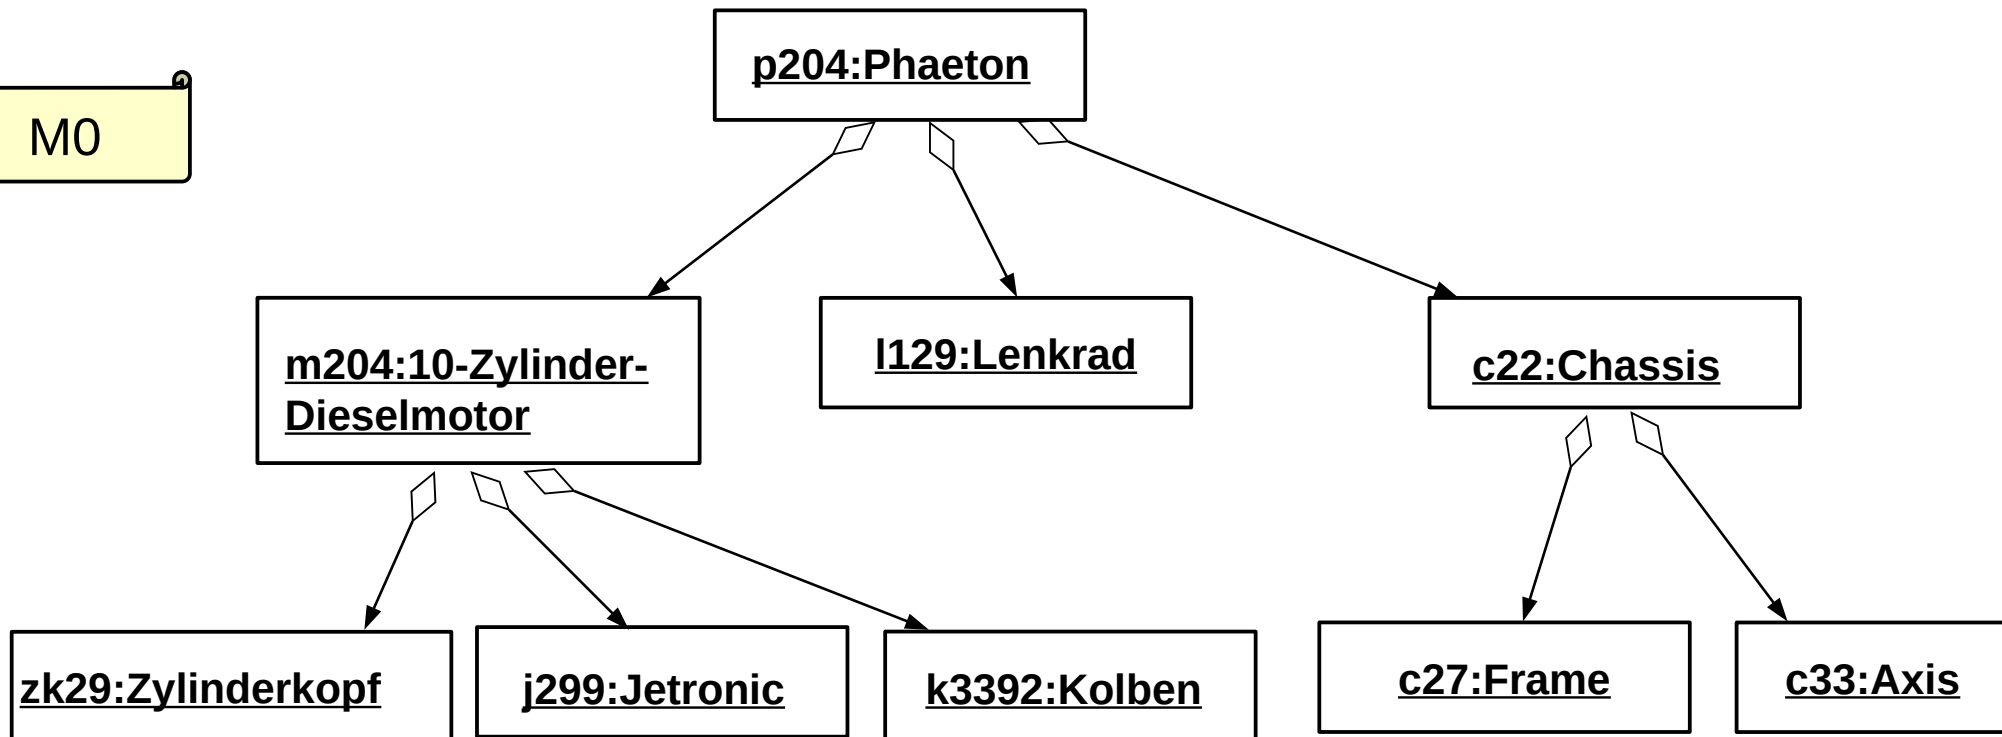 p204:Phaeton
M0
m204:10-Zylinder-
Dieselmotor
l129:Lenkrad
c22:Chassis
zk29:Zylinderkopf
j299:Jetronic
k3392:Kolben
c27:Frame
c33:Axis